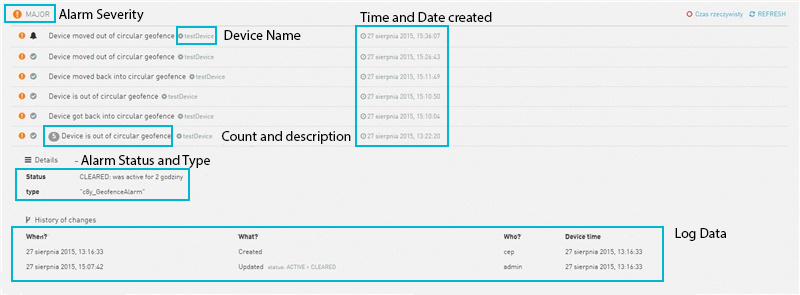 MAJOR Alarm Severity Time and Date created Czas rzeczywisty REFRESH
Device moved out of circular geofence testDevice Device Name 27 sierpnia 2015, 15:36:07
Device moved out of circular geofence testDevice 27 sierpnia 2015, 15:26:43
Device moved back into circular geofence testDevice 27 sierpnia 2015, 15:11:49
Device is out of circular geofence testDevice 27 sierpnia 2015, 15:10:50
Device got back into circular geofence testDevice 27 sierpnia 2015, 15:10:04
5 Device is out of circular geofence testDevice Count and description 27 sierpnia 2015, 13:22:20
Details - Alarm Status and Type
Status CLEARED: was active for 2 godziny
type "c8y_GeofenceAlarm"
History of changes
When? What? Who? Device time
27 sierpnia 2015, 13:16:33 Created cep 27 sierpnia 2015, 13:16:33
Log Data
27 sierpnia 2015, 15:07:42 Updated status: ACTIVE > CLEARED admin 27 sierpnia 2015, 13:16:33